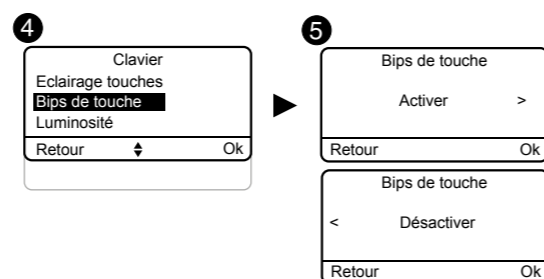 4
Clavier
Eclairage touches
Bips de touche
Luminosité
Retour Ok
5
Bips de touche
Activer >
Retour Ok
Bips de touche
< Désactiver
Retour Ok